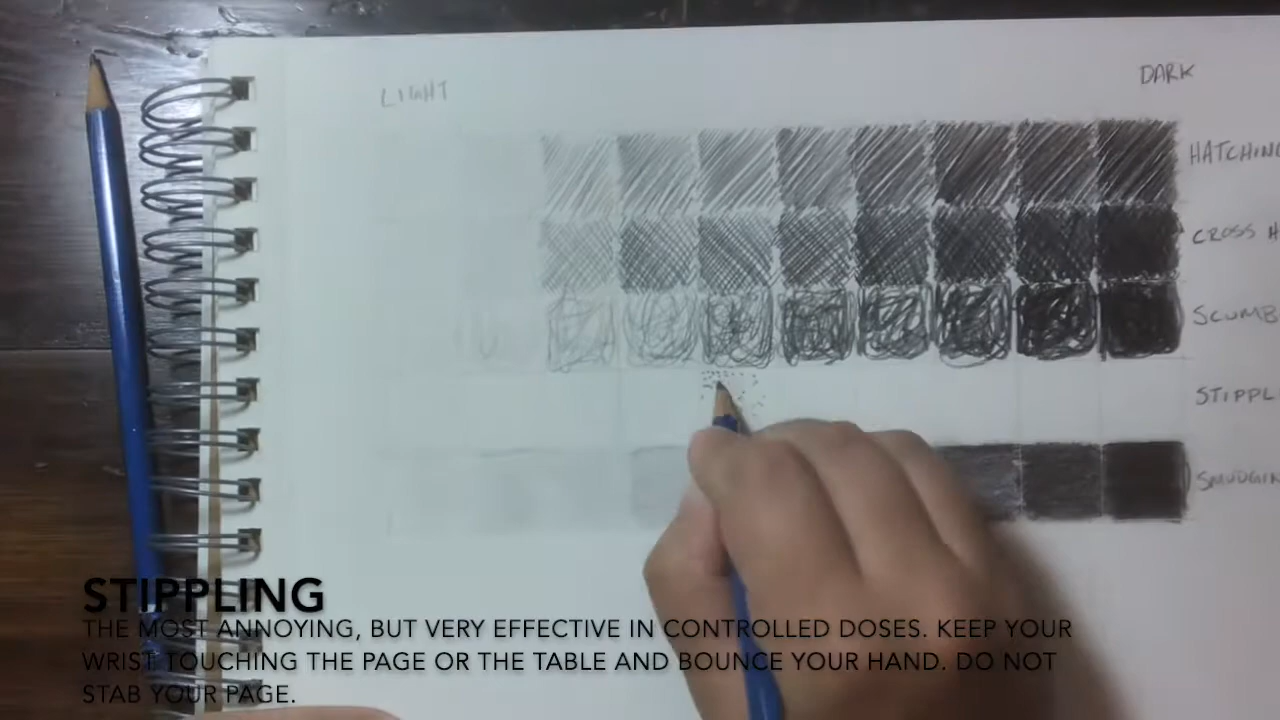 LIGHT
DARK
HATCHING
CROSS H
SCUMB
STIPPL
SMUDGIN
STIPPLING
THE MOST ANNOYING, BUT VERY EFFECTIVE IN CONTROLLED DOSES. KEEP YOUR
WRIST TOUCHING THE PAGE OR THE TABLE AND BOUNCE YOUR HAND. DO NOT
STAB YOUR PAGE.